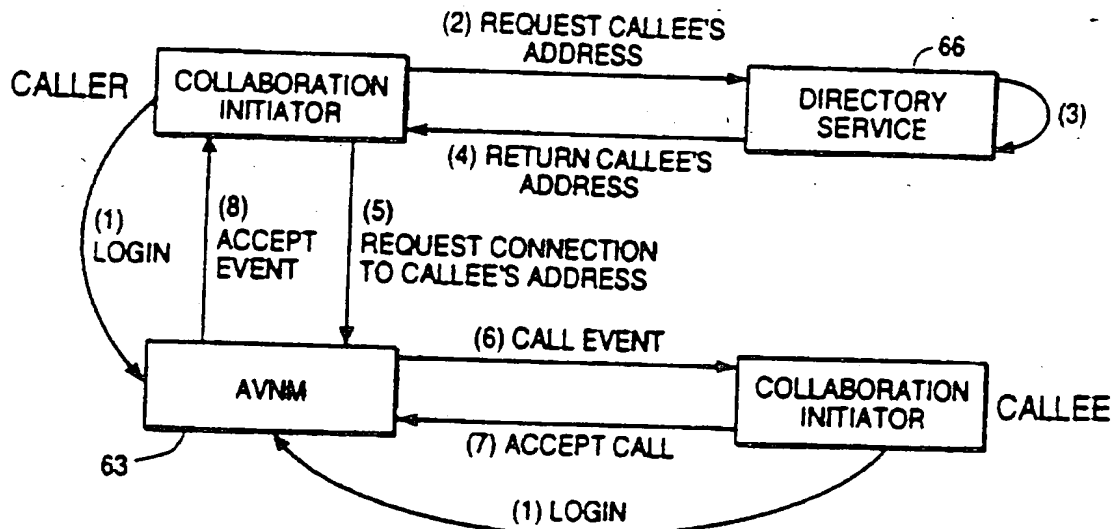 (2) REQUEST CALLEE'S
ADDRESS
66
CALLER
COLLABORATION
INITIATOR
DIRECTORY
SERVICE
(3)
(4) RETURN CALLEE'S
ADDRESS
(1)
LOGIN
(8)
ACCEPT
EVENT
(5)
REQUEST CONNECTION
TO CALLEE'S ADDRESS
(6) CALL EVENT
AVNM
COLLABORATION
INITIATOR
CALLEE
(7) ACCEPT CALL
63
(1) LOGIN